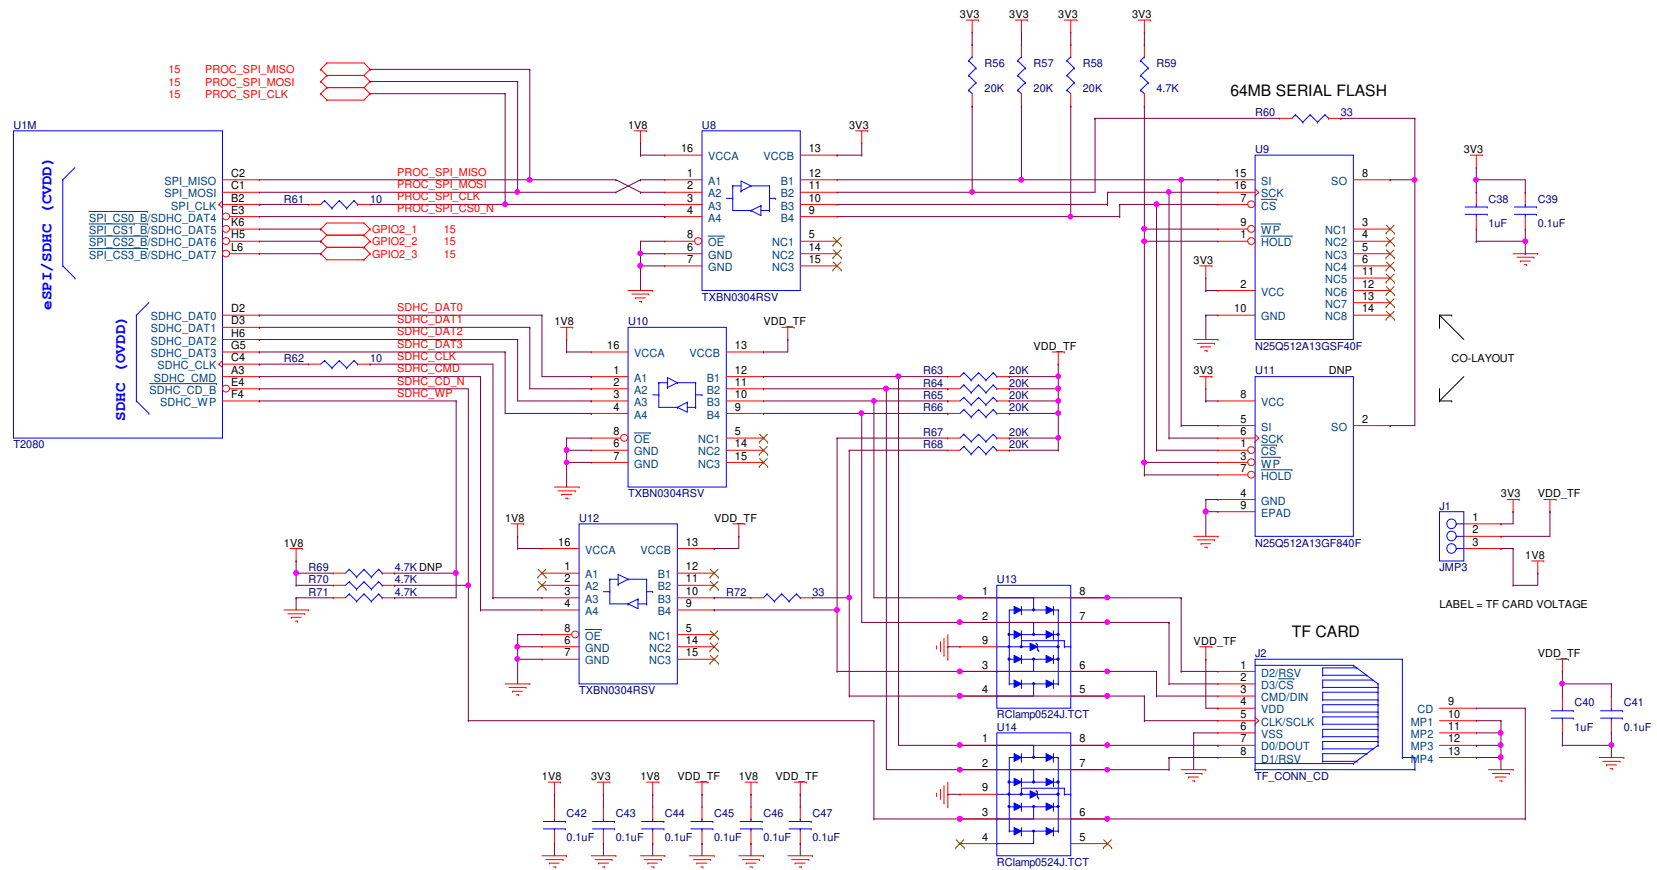 3V3 3V3 3V3 3V3
R56 R57 R58 R59
20K 20K 20K 4.7K
15 PROC_SPI_MISO
15 PROC_SPI_MOSI
15 PROC_SPI_CLK
U1M
eSPI/SDHC (CVDD)
SPI_MISO C2 PROC_SPI_MISO
SPI_MOSI C1 PROC_SPI_MOSI
SPI_CLK B2 R61 10 PROC_SPI_CLK
SPI_CS0_B/SDHC_DAT4 E3 PROC_SPI_CS0_N
SPI_CS1_B/SDHC_DAT5 K6 GPIO2_1 15
SPI_CS2_B/SDHC_DAT6 H5 GPIO2_2 15
SPI_CS3_B/SDHC_DAT7 L6 GPIO2_3 15
SDHC (OVDD)
SDHC_DAT0 D2 SDHC_DAT0
SDHC_DAT1 D3 SDHC_DAT1
SDHC_DAT2 H6 SDHC_DAT2
SDHC_DAT3 G5 SDHC_DAT3
SDHC_CLK C4 R62 10 SDHC_CLK
SDHC_CMD A3 SDHC_CMD
SDHC_CD_B E4 SDHC_CD_N
SDHC_WP F4 SDHC_WP
T2080
1V8 U8 3V3
16 VCCA VCCB 13
1 A1 B1 12
2 A2 B2 11
3 A3 B3 10
4 A4 B4 9
8 OE NC1 5
6 GND NC2 14
7 GND NC3 15
TXBN0304RSV
1V8 U10 VDD_TF
16 VCCA VCCB 13
1 A1 B1 12
2 A2 B2 11
3 A3 B3 10
4 A4 B4 9
8 OE NC1 5
6 GND NC2 14
7 GND NC3 15
TXBN0304RSV
VDD_TF
R63 20K
R64 20K
R65 20K
R66 20K
R67 20K
R68 20K
1V8 U12 VDD_TF
16 VCCA VCCB 13
1 A1 B1 12
2 A2 B2 11
3 A3 B3 10 R72 33
4 A4 B4 9
8 OE NC1 5
6 GND NC2 14
7 GND NC3 15
TXBN0304RSV
1V8
R69 4.7K DNP
R70 4.7K
R71 4.7K
64MB SERIAL FLASH
R60 33
U9
15 SI SO 8
16 SCK
7 CS
9 WP NC1 3
1 HOLD NC2 4
NC3 5
NC4 6
NC5 11
3V3
2 VCC NC6 12
NC7 13
10 GND NC8 14
N25Q512A13GSF40F
3V3
C38 C39
1uF 0.1uF
CO-LAYOUT
U11 DNP
3V3
8 VCC
5 SI SO 2
6 SCK
1 CS
3 WP
7 HOLD
4 GND
9 EPAD
N25Q512A13GF840F
J1 3V3 VDD_TF
1
2
3
1V8
JMP3
LABEL = TF CARD VOLTAGE
U13
1 8
2 7
9
3 6
4 5
RClamp0524J.TCT
U14
1 8
2 7
9
3 6
4 5
RClamp0524J.TCT
TF CARD
VDD_TF J2
1 D2/RSV
2 D3/CS
3 CMD/DIN
4 VDD CD 9
5 CLK/SCLK MP1 10
6 VSS MP2 11
7 D0/DOUT MP3 12
8 D1/RSV MP4 13
TF_CONN_CD
VDD_TF
C40 C41
1uF 0.1uF
1V8 3V3 1V8 VDD_TF 1V8 VDD_TF
C42 C43 C44 C45 C46 C47
0.1uF 0.1uF 0.1uF 0.1uF 0.1uF 0.1uF